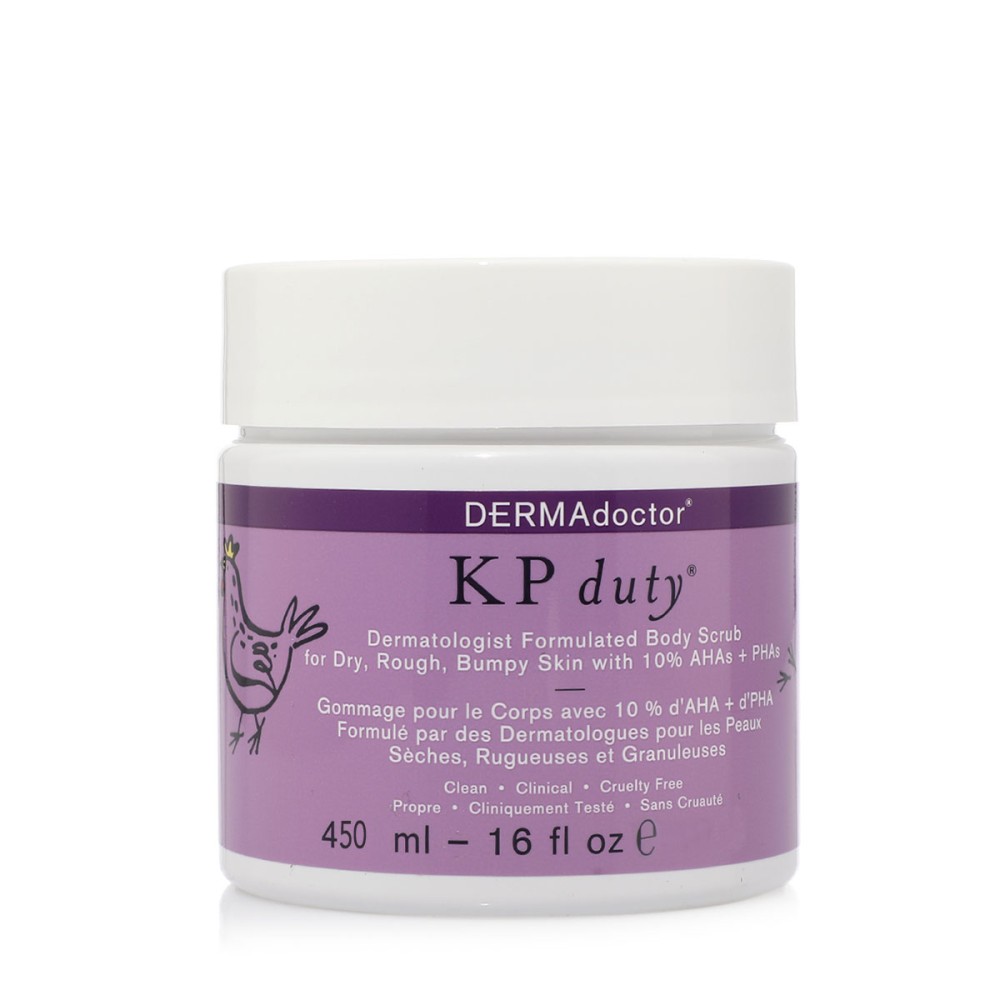 DERMAdoctor®
KP duty®
Dermatologist Formulated Body Scrub
for Dry, Rough, Bumpy Skin with 10% AHAs + PHAs
—
Gommage pour le Corps avec 10 % d'AHA + d'PHA
Formulé par des Dermatologues pour les Peaux
Sèches, Rugueuses et Granuleuses
Clean • Clinical • Cruelty Free
Propre • Cliniquement Testé • Sans Cruauté
450 ml – 16 fl oz ℮